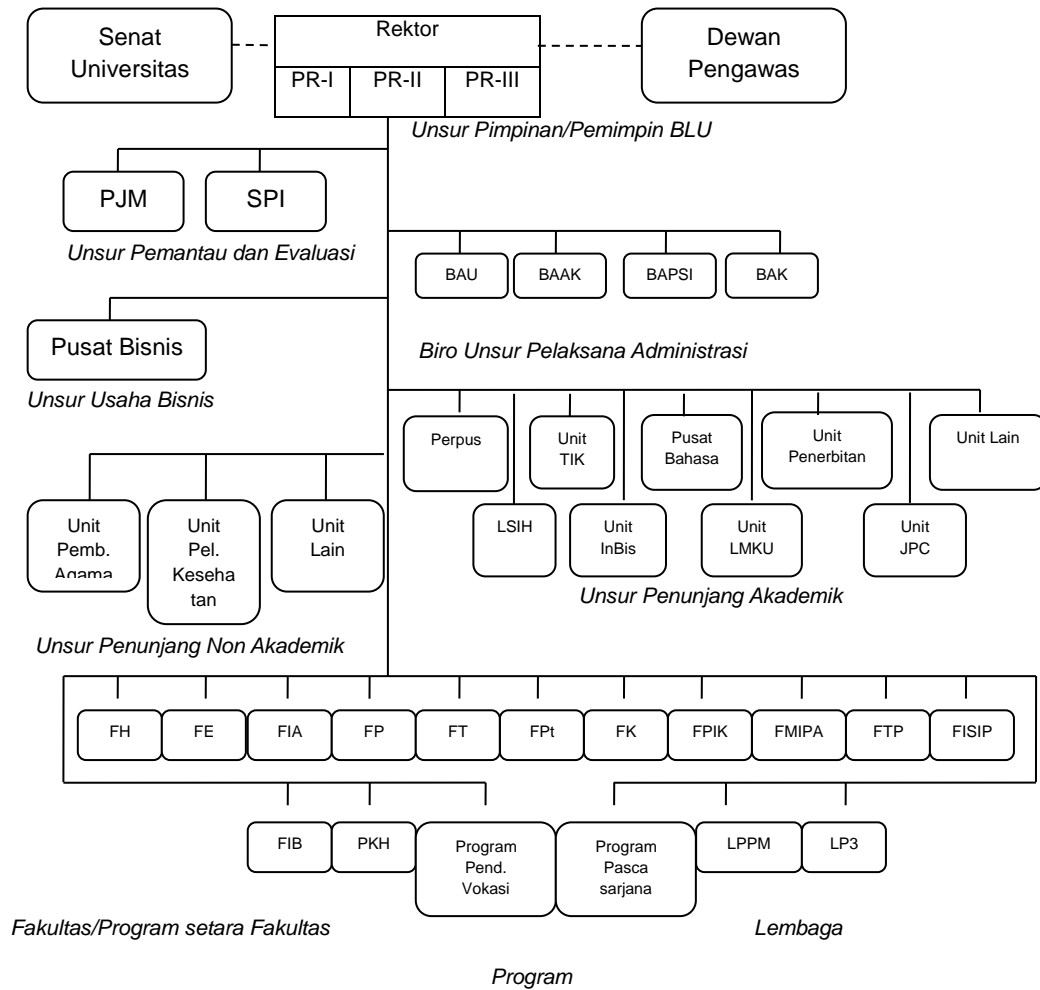 Senat
Universitas
Rektor
PR-I PR-II PR-III
Dewan
Pengawas
Unsur Pimpinan/Pemimpin BLU
PJM
SPI
Unsur Pemantau dan Evaluasi
BAU
BAAK
BAPSI
BAK
Biro Unsur Pelaksana Administrasi
Pusat Bisnis
Unsur Usaha Bisnis
Perpus
Unit
TIK
Pusat
Bahasa
Unit
Penerbitan
Unit Lain
LSIH
Unit
InBis
Unit
LMKU
Unit
JPC
Unsur Penunjang Akademik
Unit
Pemb.
Agama
Unit
Pel.
Keseha
tan
Unit
Lain
Unsur Penunjang Non Akademik
FH
FE
FIA
FP
FT
FPt
FK
FPIK
FMIPA
FTP
FISIP
FIB
PKH
Program
Pend.
Vokasi
Program
Pasca
sarjana
LPPM
LP3
Fakultas/Program setara Fakultas
Lembaga
Program